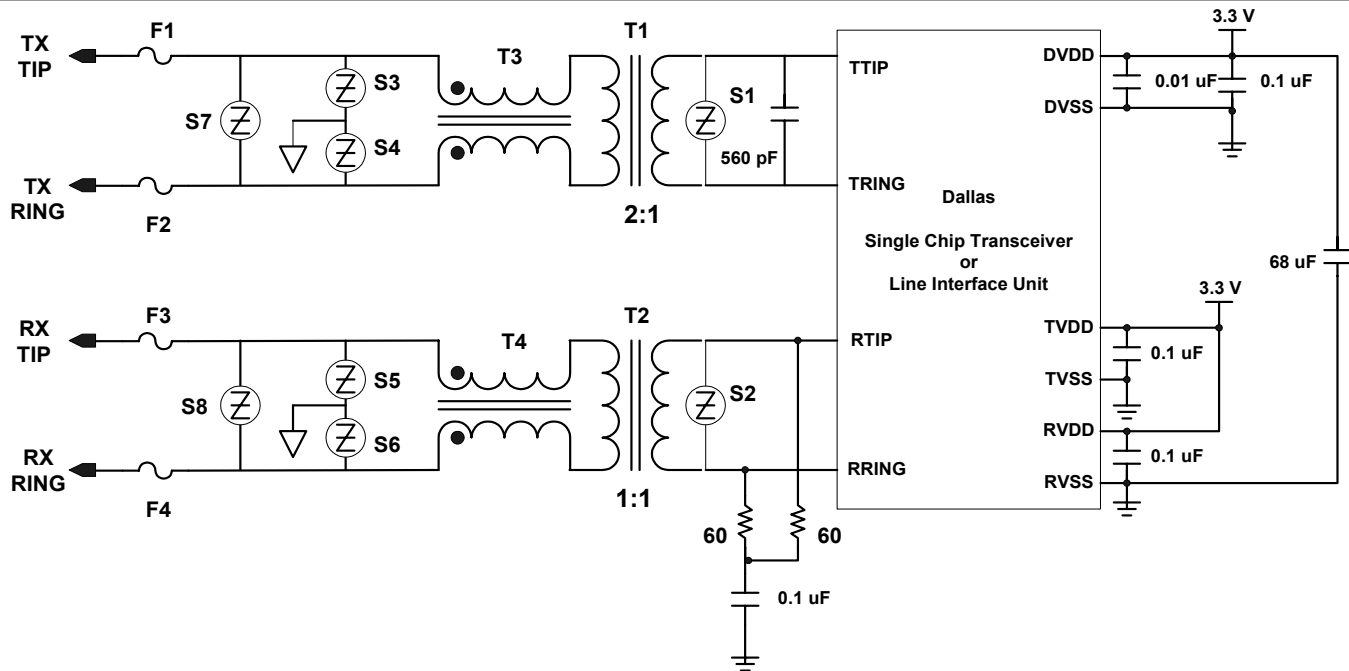 F1
T1
3.3 V
TX
TIP
T3
TTIP
DVDD
S3
S1
0.01 uF
0.1 uF
S7
DVSS
S4
560 pF
TX
RING
TRING
Dallas
F2
2:1
Single Chip Transceiver
or
Line Interface Unit
68 uF
3.3 V
F3
T2
RX
TIP
T4
RTIP
TVDD
0.1 uF
S5
S2
TVSS
S8
S6
RVDD
RX
RING
RRING
0.1 uF
RVSS
F4
1:1
60
60
0.1 uF